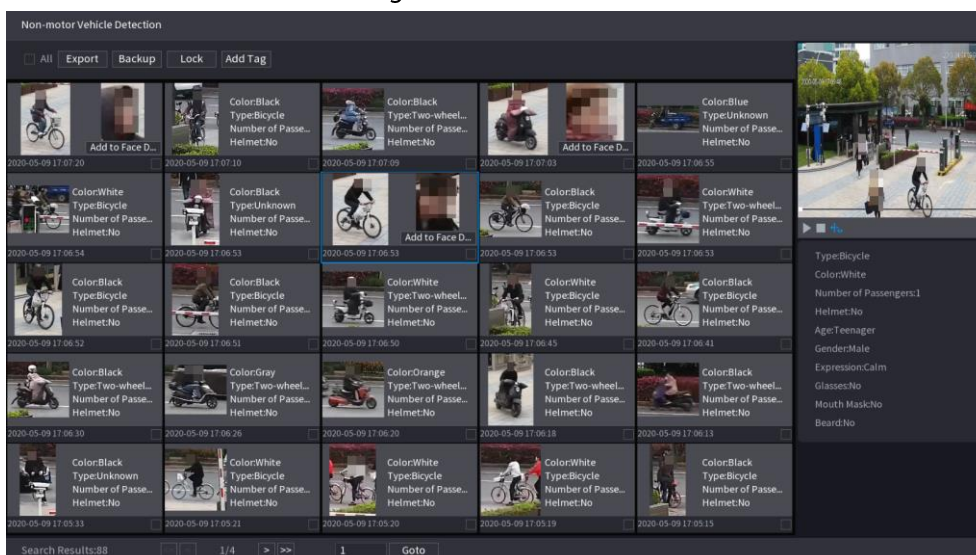 Non-motor Vehicle Detection
All Export Backup Lock Add Tag
Add to Face D...
2020-05-09 17:07:20
Color:Black
Type:Bicycle
Number of Passe...
Helmet:No
2020-05-09 17:07:10
Color:Black
Type:Two-wheel...
Number of Passe...
Helmet:No
2020-05-09 17:07:09
Add to Face D...
2020-05-09 17:07:03
Color:Blue
Type:Unknown
Number of Passe...
Helmet:No
2020-05-09 17:06:55
Color:White
Type:Bicycle
Number of Passe...
Helmet:No
2020-05-09 17:06:54
Color:Black
Type:Unknown
Number of Passe...
Helmet:No
2020-05-09 17:06:53
Add to Face D...
2020-05-09 17:06:53
Color:Black
Type:Bicycle
Number of Passe...
Helmet:No
2020-05-09 17:06:53
Color:White
Type:Two-wheel...
Number of Passe...
Helmet:No
2020-05-09 17:06:53
Color:Black
Type:Bicycle
Number of Passe...
Helmet:No
2020-05-09 17:06:52
Color:Black
Type:Bicycle
Number of Passe...
Helmet:No
2020-05-09 17:06:51
Color:White
Type:Two-wheel...
Number of Passe...
Helmet:No
2020-05-09 17:06:50
Color:White
Type:Bicycle
Number of Passe...
Helmet:No
2020-05-09 17:06:45
Color:Black
Type:Bicycle
Number of Passe...
Helmet:No
2020-05-09 17:06:41
Color:Black
Type:Two-wheel...
Number of Passe...
Helmet:No
2020-05-09 17:06:30
Color:Gray
Type:Two-wheel...
Number of Passe...
Helmet:No
2020-05-09 17:06:26
Color:Orange
Type:Two-wheel...
Number of Passe...
Helmet:No
2020-05-09 17:06:20
Color:Black
Type:Two-wheel...
Number of Passe...
Helmet:No
2020-05-09 17:06:18
Color:Black
Type:Two-wheel...
Number of Passe...
Helmet:No
2020-05-09 17:06:13
Color:Black
Type:Unknown
Number of Passe...
Helmet:No
2020-05-09 17:05:33
Color:White
Type:Bicycle
Number of Passe...
Helmet:No
2020-05-09 17:05:21
Color:White
Type:Bicycle
Number of Passe...
Helmet:No
2020-05-09 17:05:20
Color:White
Type:Bicycle
Number of Passe...
Helmet:No
2020-05-09 17:05:19
Color:Black
Type:Bicycle
Number of Passe...
Helmet:No
2020-05-09 17:05:15
Search Results:88 1/4 > >> 1 Goto
Type:Bicycle
Color:White
Number of Passengers:1
Helmet:No
Age:Teenager
Gender:Male
Expression:Calm
Glasses:No
Mouth Mask:No
Beard:No